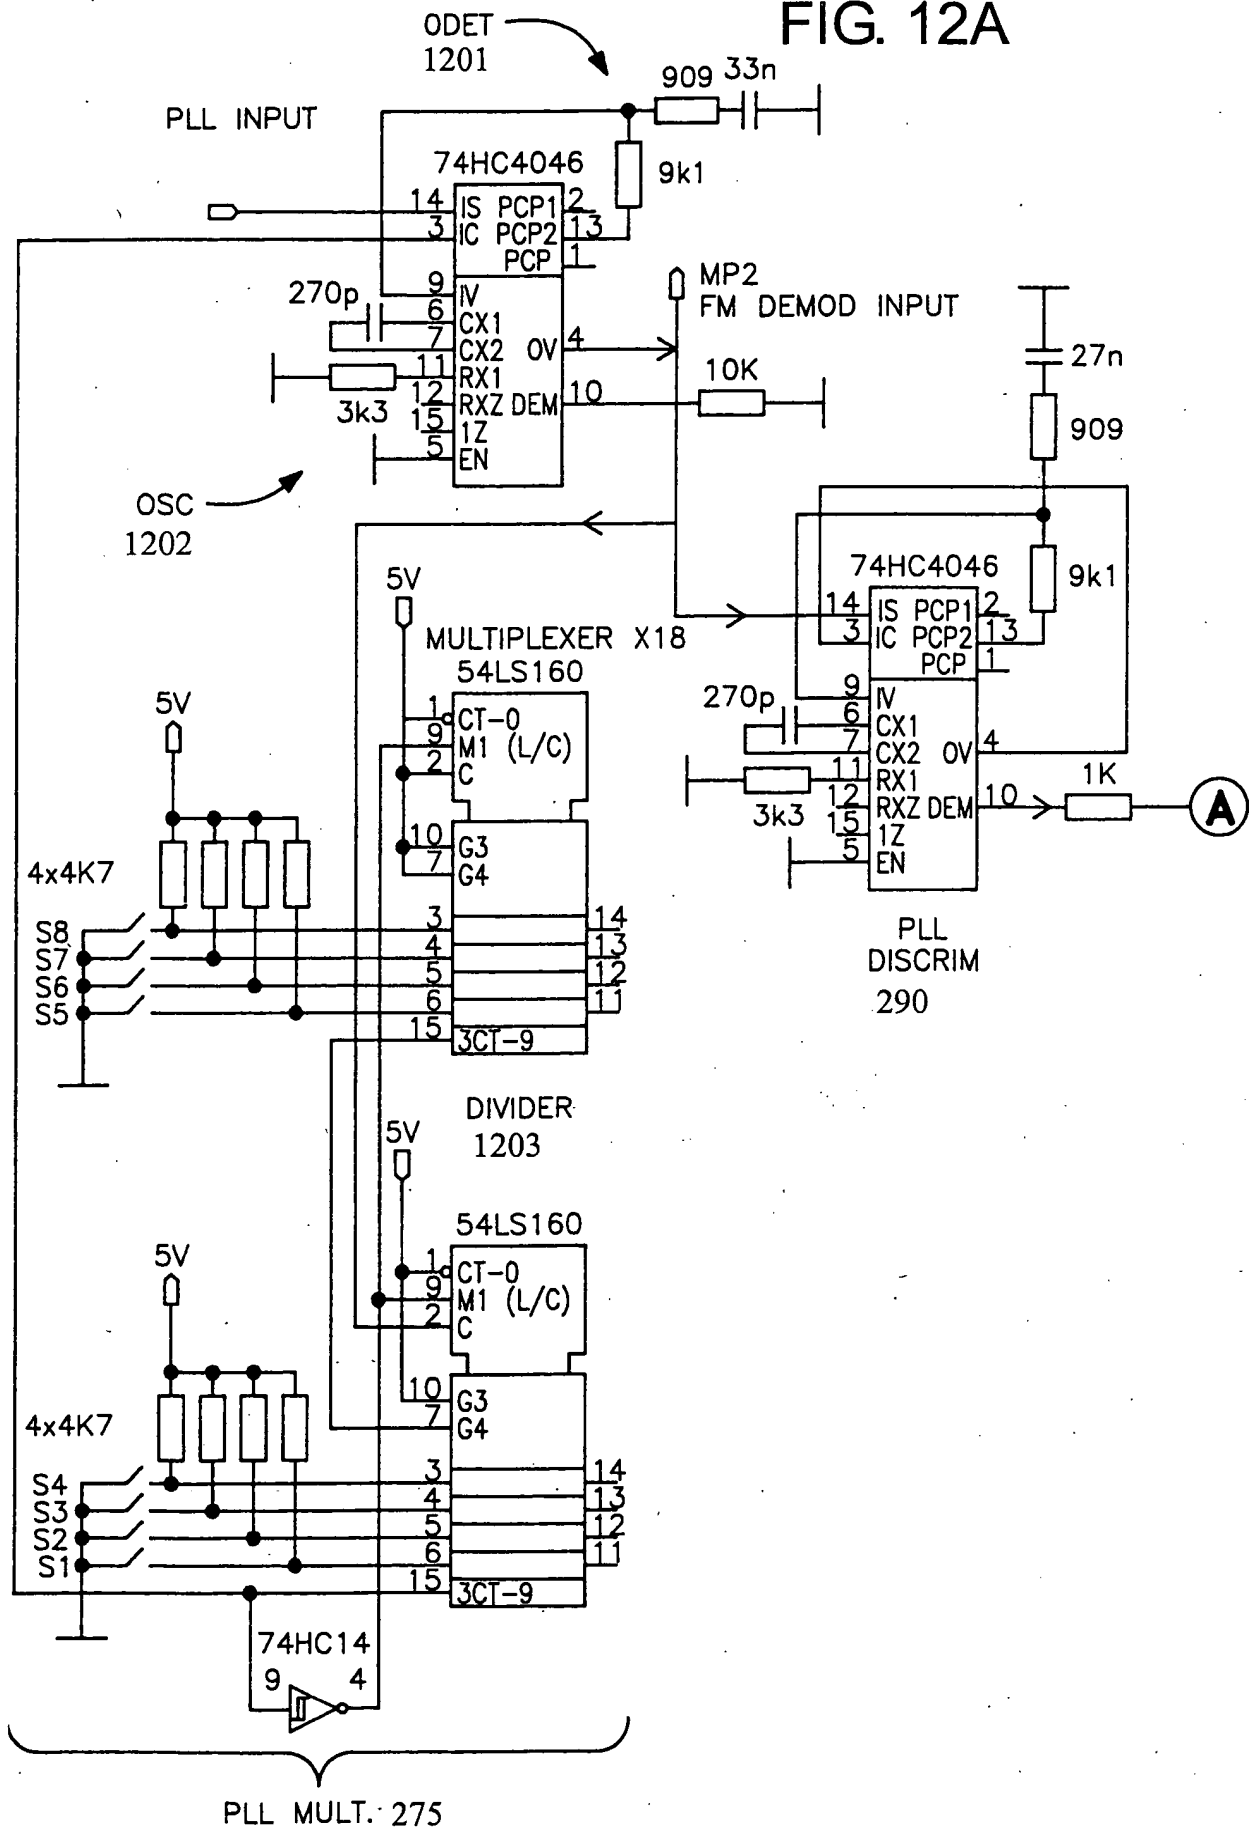 FIG. 12A
ODET
1201
909 33n
PLL INPUT
9k1
74HC4046
14 IS PCP1 2
3 IC PCP2 13
PCP 1
9 IV
270p
6 CX1
7 CX2 OV 4
11 RX1
3k3
12 RXZ DEM 10
15 1Z
5 EN
MP2
FM DEMOD INPUT
10K
27n
909
OSC
1202
9k1
74HC4046
14 IS PCP1 2
3 IC PCP2 13
PCP 1
9 IV
270p
6 CX1
7 CX2 OV 4
11 RX1
3k3
12 RXZ DEM 10
15 1Z
5 EN
1K
A
PLL
DISCRIM
290
5V
MULTIPLEXER X18
54LS160
1 CT-0
9 M1 (L/C)
2 C
10 G3
7 G4
5V
4x4K7
S8 3 14
S7 4 13
S6 5 12
S5 6 11
15 3CT-9
DIVIDER
1203
5V
54LS160
1 CT-0
9 M1 (L/C)
2 C
10 G3
7 G4
5V
4x4K7
S4 3 14
S3 4 13
S2 5 12
S1 6 11
15 3CT-9
74HC14
9 4
PLL MULT. 275